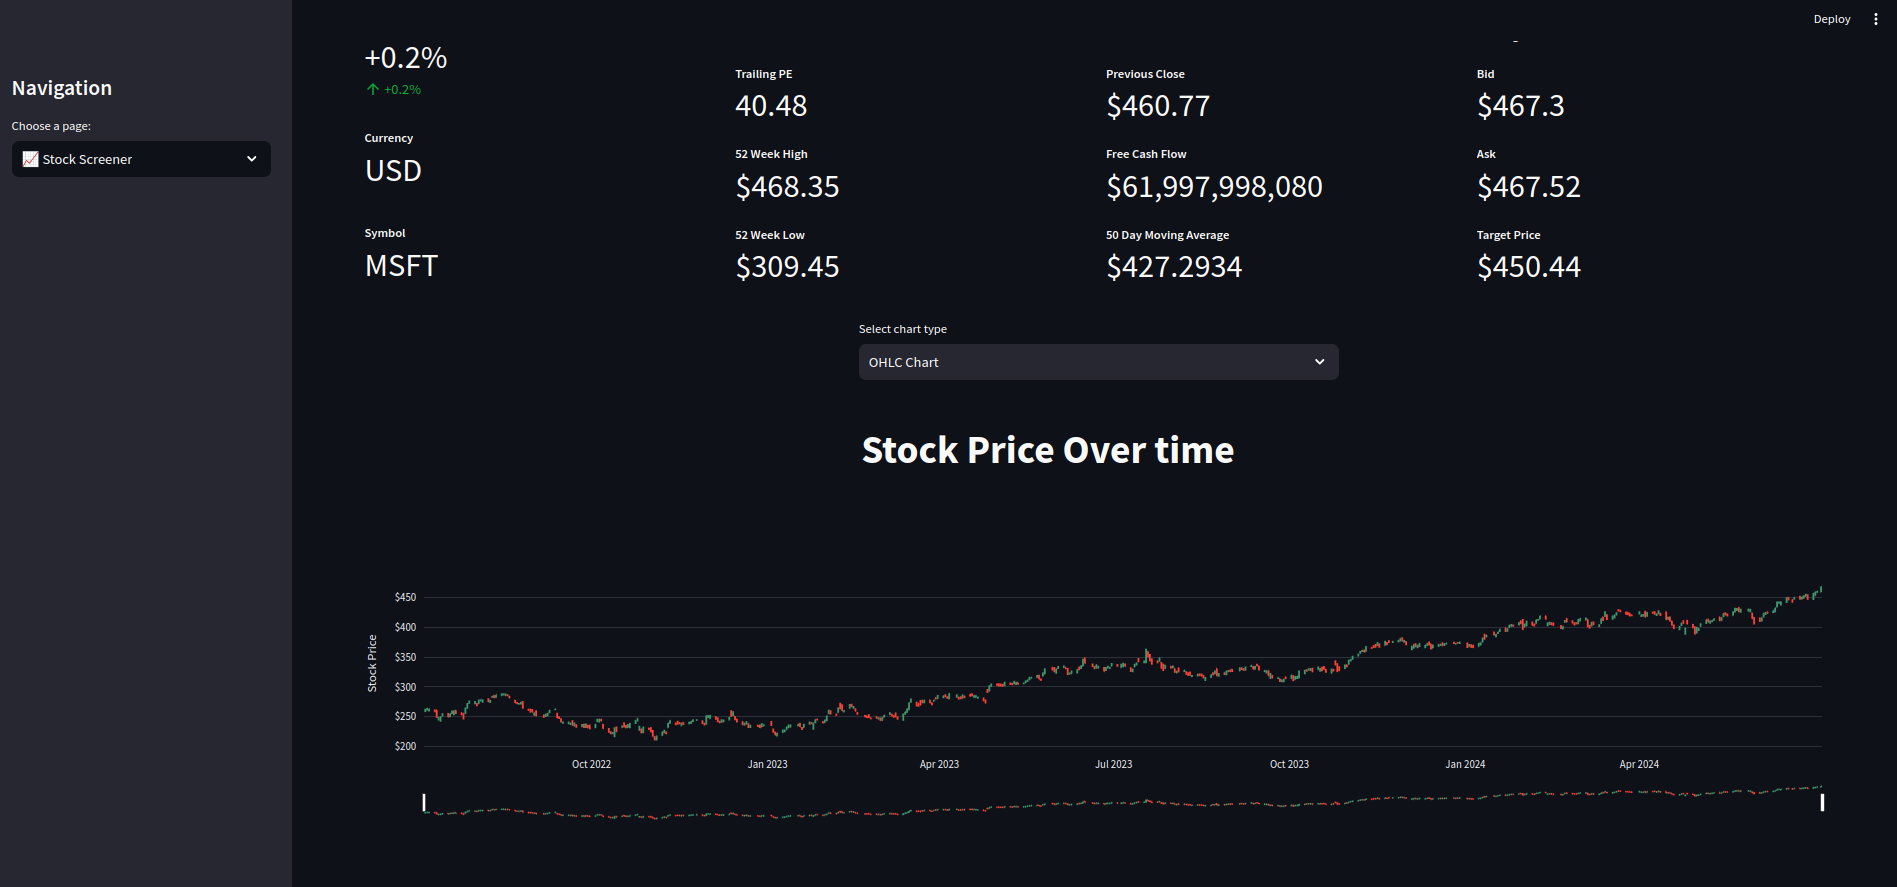 Deploy
Navigation
Choose a page:
Stock Screener
+0.2%
+0.2%
Currency
USD
Symbol
MSFT
Trailing PE
40.48
52 Week High
$468.35
52 Week Low
$309.45
Previous Close
$460.77
Free Cash Flow
$61,997,998,080
50 Day Moving Average
$427.2934
Bid
$467.3
Ask
$467.52
Target Price
$450.44
Select chart type
OHLC Chart
Stock Price Over time
Stock Price
$450
$400
$350
$300
$250
$200
Oct 2022
Jan 2023
Apr 2023
Jul 2023
Oct 2023
Jan 2024
Apr 2024